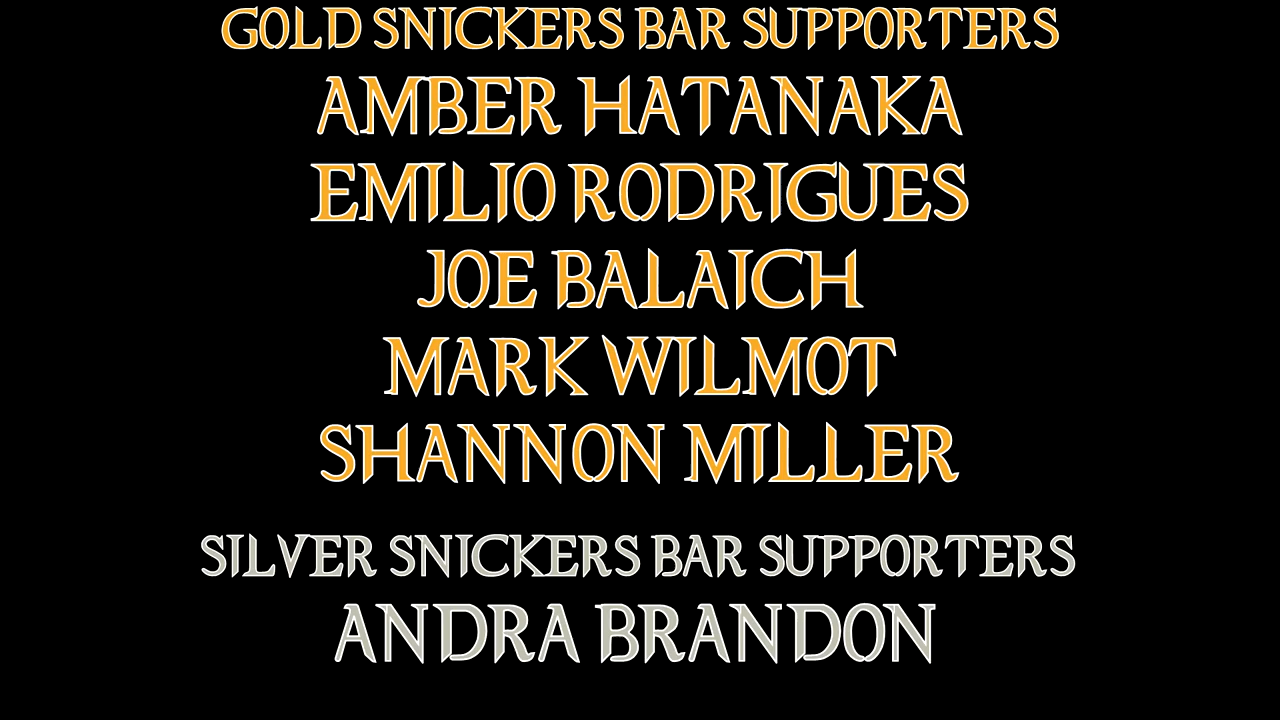 GOLD SNICKERS BAR SUPPORTERS
AMBER HATANAKA
EMILIO RODRIGUES
JOE BALAICH
MARK WILMOT
SHANNON MILLER
SILVER SNICKERS BAR SUPPORTERS
ANDRA BRANDON